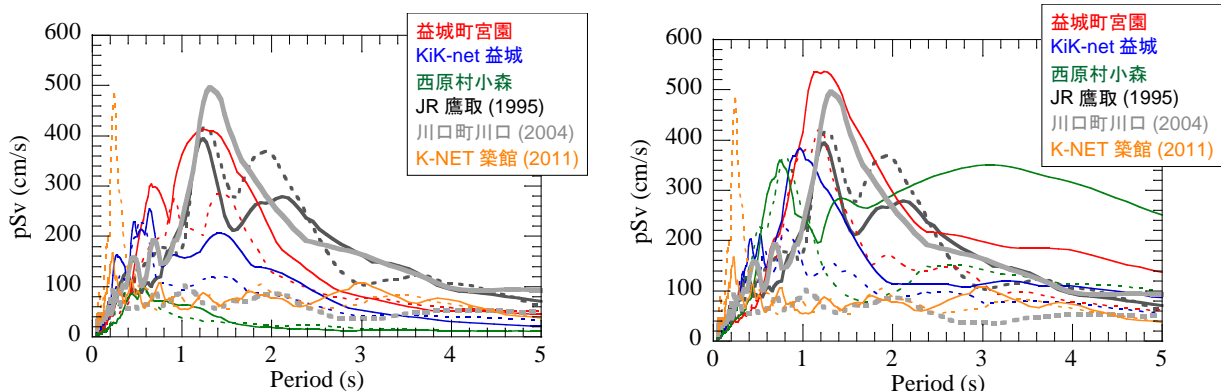 益城町宮園
KiK-net 益城
西原村小森
JR 鷹取 (1995)
川口町川口 (2004)
K-NET 築館 (2011)
600
500
400
300
200
100
0
pSv (cm/s)
0 1 2 3 4 5
Period (s)
益城町宮園
KiK-net 益城
西原村小森
JR 鷹取 (1995)
川口町川口 (2004)
K-NET 築館 (2011)
600
500
400
300
200
100
0
pSv (cm/s)
0 1 2 3 4 5
Period (s)